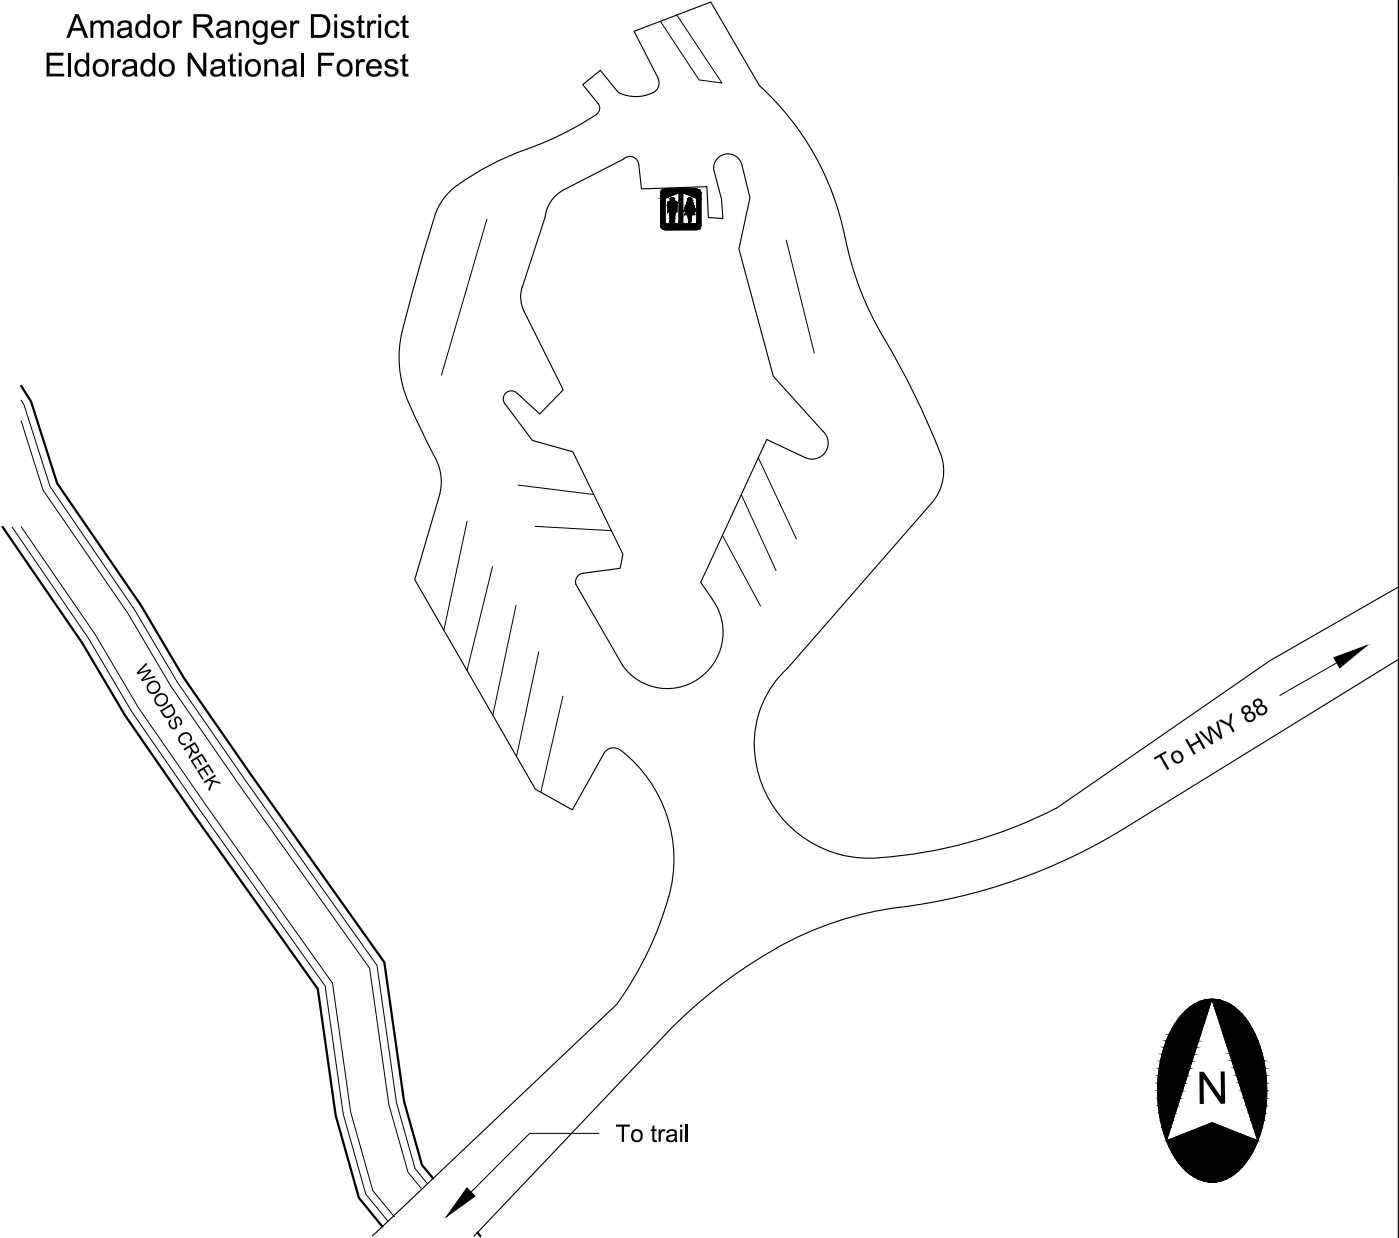 Amador Ranger District
Eldorado National Forest
WOODS CREEK
To HWY 88
To trail
N